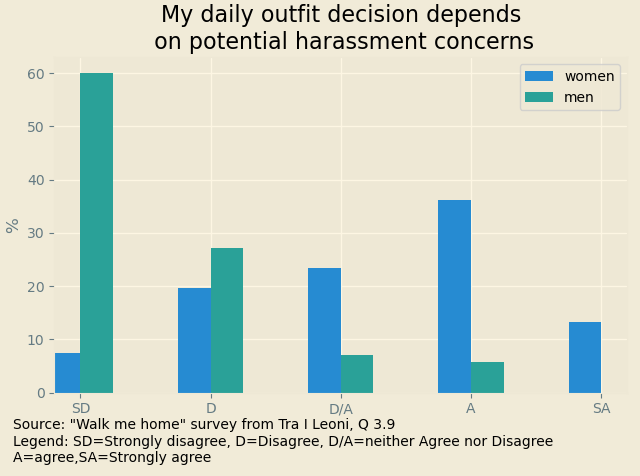 My daily outfit decision depends
on potential harassment concerns
women
men
%
60
50
40
30
20
10
0
SD
D
D/A
A
SA
Source: "Walk me home" survey from Tra I Leoni, Q 3.9
Legend: SD=Strongly disagree, D=Disagree, D/A=neither Agree nor Disagree
A=agree,SA=Strongly agree